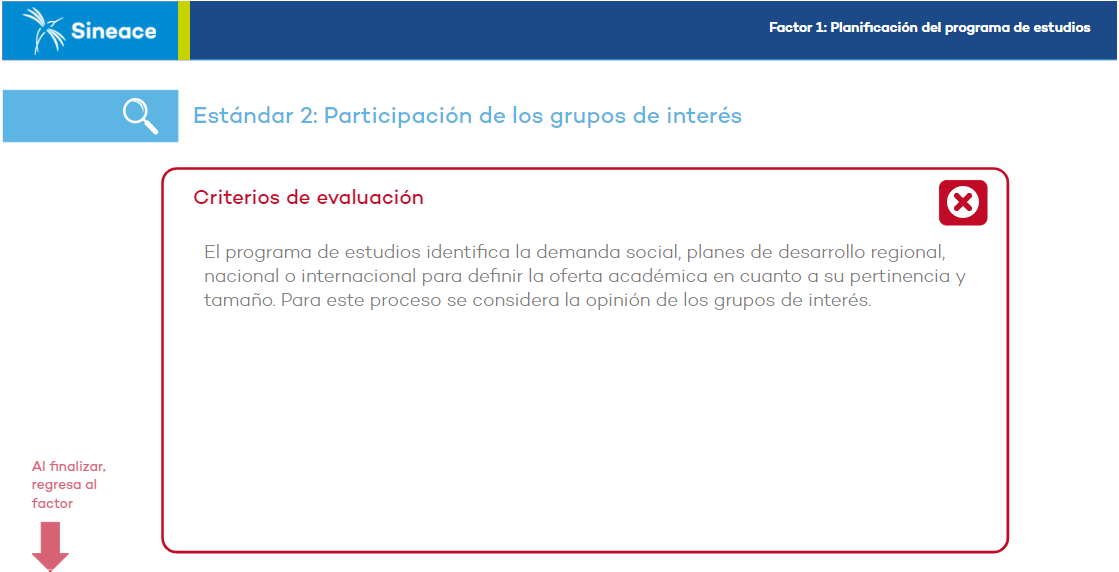 Sineace
Factor 1: Planificación del programa de estudios
Estándar 2: Participación de los grupos de interés
Criterios de evaluación
El programa de estudios identifica la demanda social, planes de desarrollo regional,
nacional o internacional para definir la oferta académica en cuanto a su pertinencia y
tamaño. Para este proceso se considera la opinión de los grupos de interés.
Al finalizar,
regresa al
factor